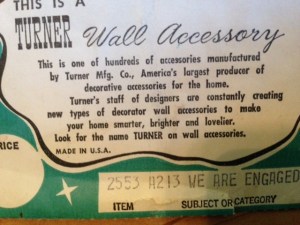 THIS IS A
TURNER Wall Accessory
This is one of hundreds of accessories manufactured
by Turner Mfg. Co., America's largest producer of
decorative accessories for the home.
Turner's staff of designers are constantly creating
new types of decorator wall accessories to make
your home smarter, brighter and lovelier.
Look for the name TURNER on wall accessories.
MADE IN U.S.A.
PRICE
2553 A213 WE ARE ENGAGED
ITEM SUBJECT OR CATEGORY